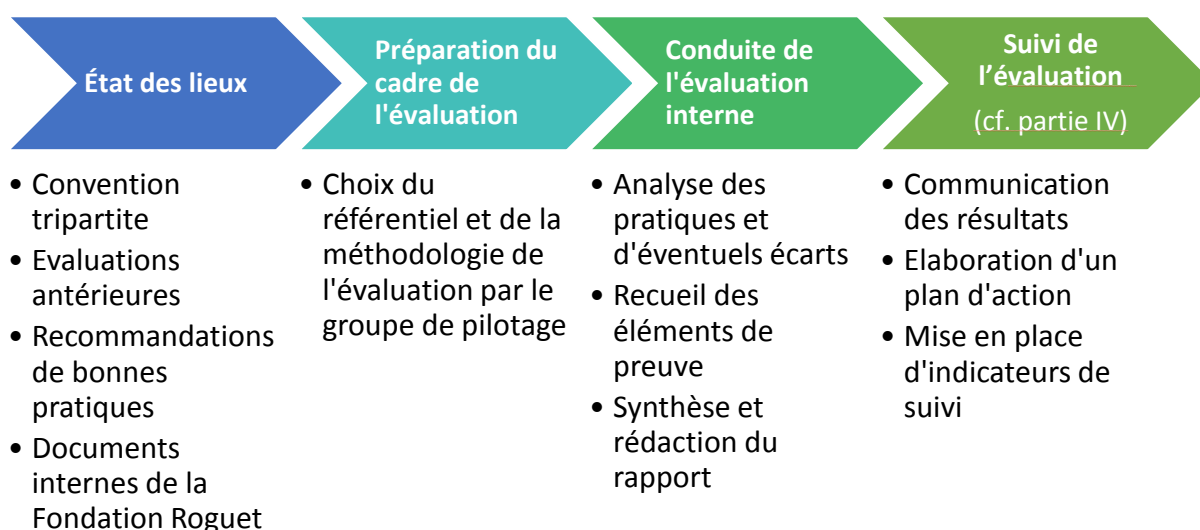 État des lieux
Préparation du
cadre de
l'évaluation
Conduite de
l'évaluation
interne
Suivi de
l’évaluation
(cf. partie IV)
• Convention
tripartite
• Evaluations
antérieures
• Recommandations
de bonnes
pratiques
• Documents
internes de la
Fondation Roguet
• Choix du
référentiel et de la
méthodologie de
l'évaluation par le
groupe de pilotage
• Analyse des
pratiques et
d'éventuels écarts
• Recueil des
éléments de
preuve
• Synthèse et
rédaction du
rapport
• Communication
des résultats
• Elaboration d'un
plan d'action
• Mise en place
d'indicateurs de
suivi